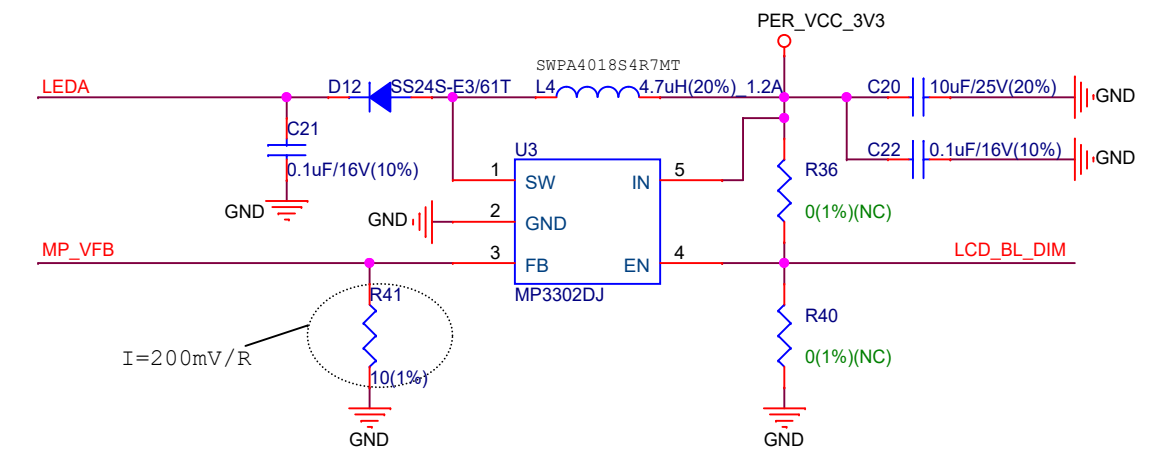 PER_VCC_3V3
SWPA4018S4R7MT
LEDA
D12
SS24S-E3/61T
L4
4.7uH(20%)_1.2A
C20
10uF/25V(20%)
GND
C21
0.1uF/16V(10%)
GND
C22
0.1uF/16V(10%)
GND
U3
1
SW
IN
5
R36
0(1%)(NC)
GND
2
GND
MP_VFB
3
FB
EN
4
LCD_BL_DIM
MP3302DJ
R41
10(1%)
I=200mV/R
GND
R40
0(1%)(NC)
GND